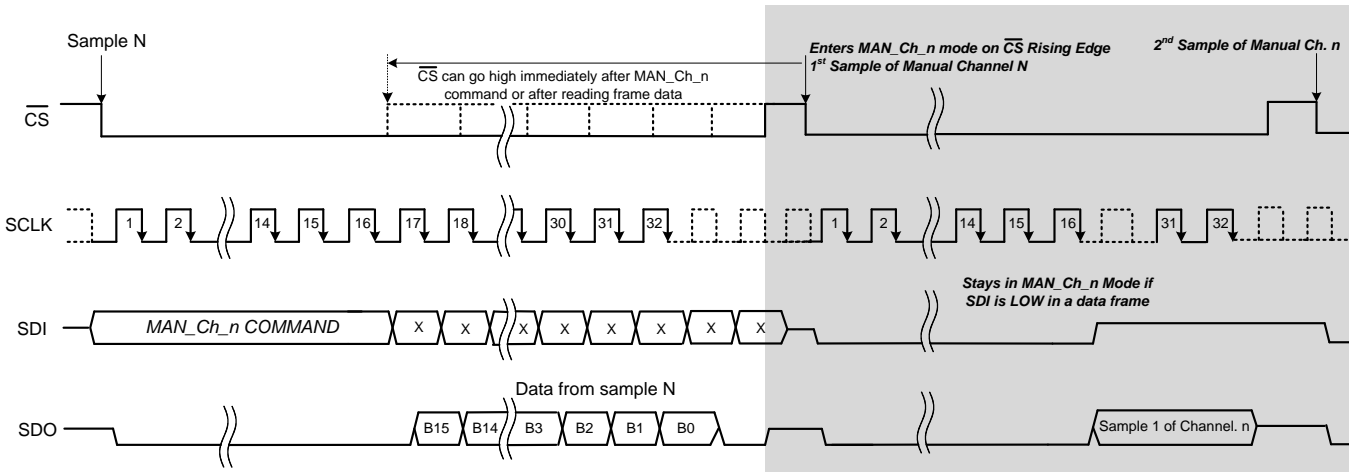 Sample N
Enters MAN_Ch_n mode on CS Rising Edge
1st Sample of Manual Channel N
2nd Sample of Manual Ch. n
CS can go high immediately after MAN_Ch_n
command or after reading frame data
CS
SCLK
1 2 14 15 16 17 18 30 31 32 1 2 14 15 16 31 32
Stays in MAN_Ch_n Mode if
SDI is LOW in a data frame
SDI
MAN_Ch_n COMMAND X X X X X X X X
Data from sample N
SDO
B15 B14 B3 B2 B1 B0 Sample 1 of Channel. n